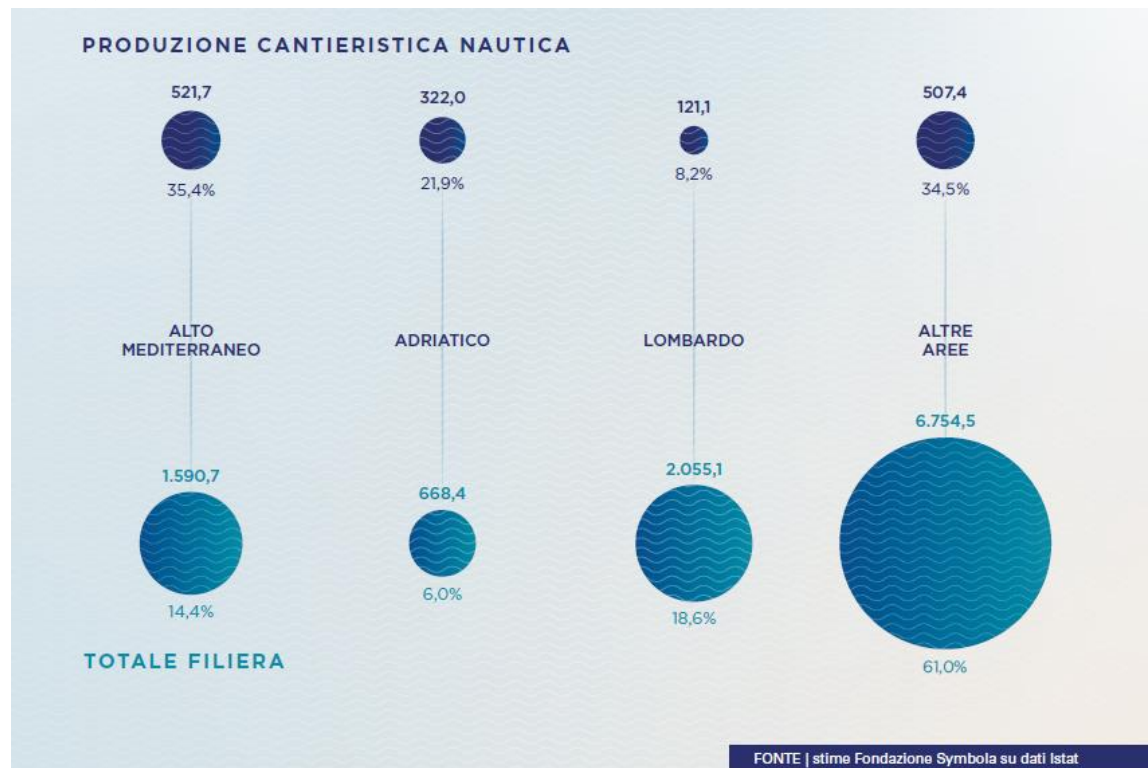 PRODUZIONE CANTIERISTICA NAUTICA
521,7
322,0
121,1
507,4
35,4%
21,9%
8,2%
34,5%
ALTO
MEDITERRANEO
ADRIATICO
LOMBARDO
ALTRE
AREE
1.590,7
668,4
2.055,1
6.754,5
14,4%
6,0%
18,6%
61,0%
TOTALE FILIERA
FONTE | stime Fondazione Symbola su dati Istat